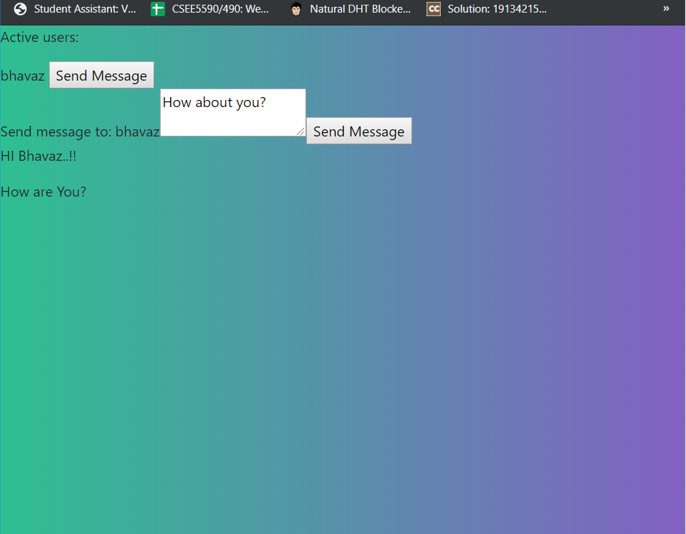 Student Assistant: V... CSEE5590/490: We... Natural DHT Blocke... Solution: 19134215... »
Active users:
bhavaz Send Message
How about you?
Send message to: bhavaz Send Message
HI Bhavaz..!!
How are You?